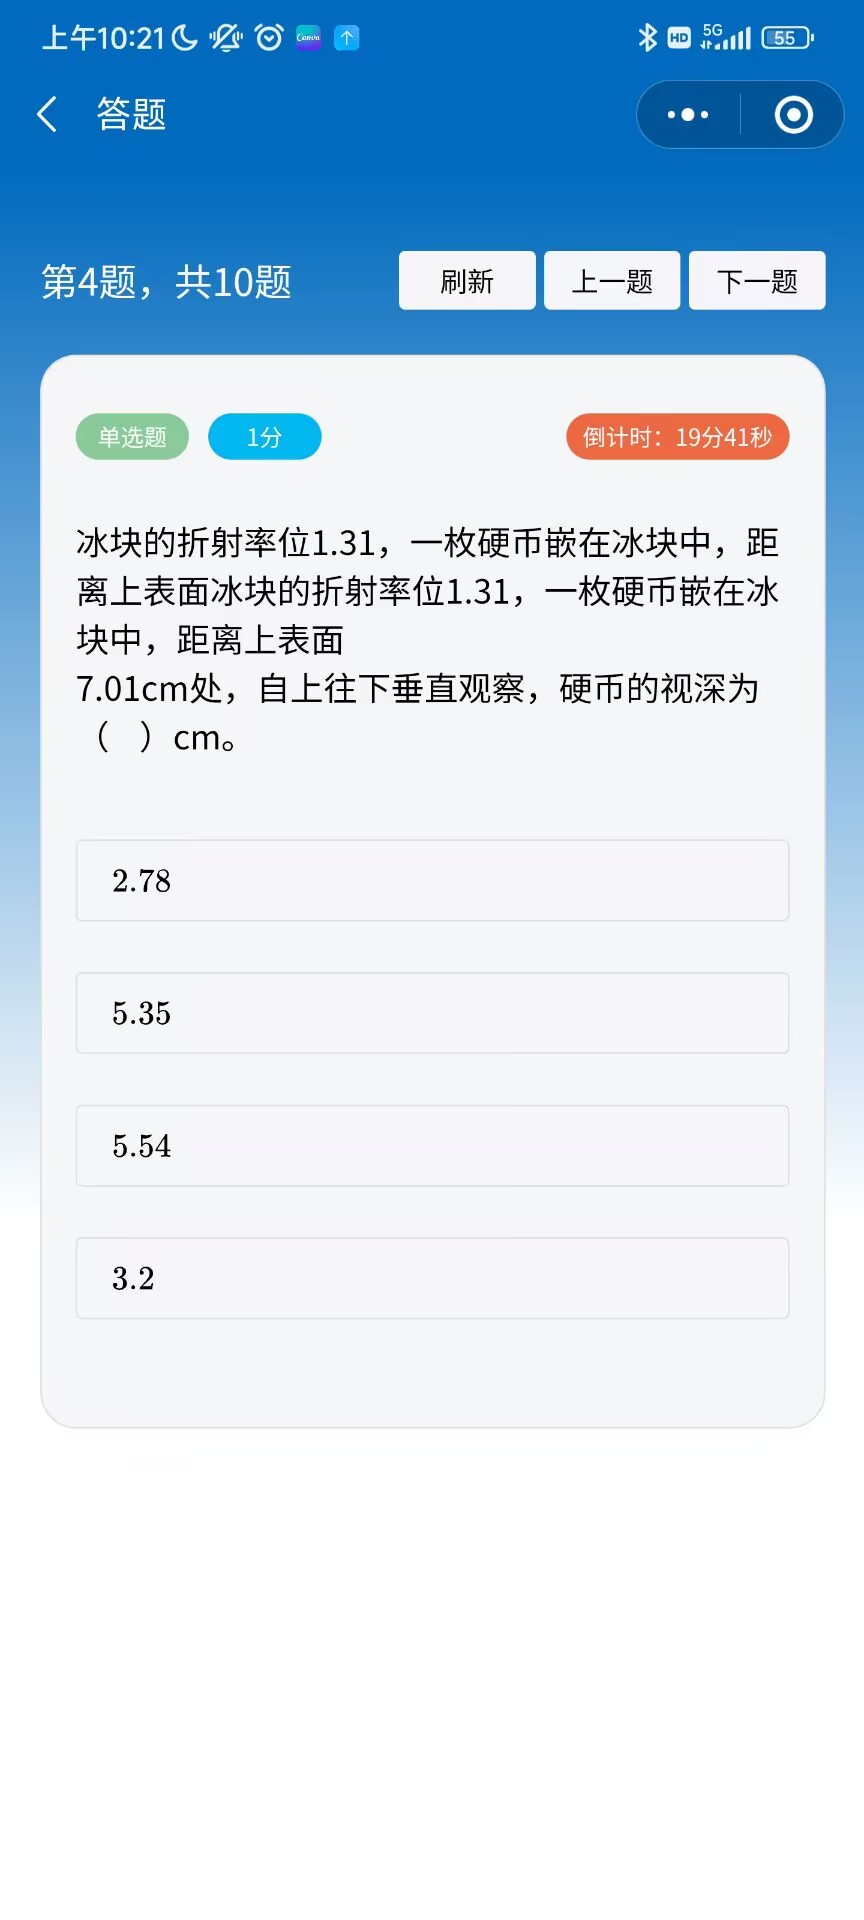 上午10:21 Canva HD 5G 55
答题
第4题，共10题 刷新 上一题 下一题
单选题 1分 倒计时：19分41秒
冰块的折射率位1.31，一枚硬币嵌在冰块中，距
离上表面冰块的折射率位1.31，一枚硬币嵌在冰
块中，距离上表面
7.01cm处，自上往下垂直观察，硬币的视深为
（ ）cm。
2.78
5.35
5.54
3.2